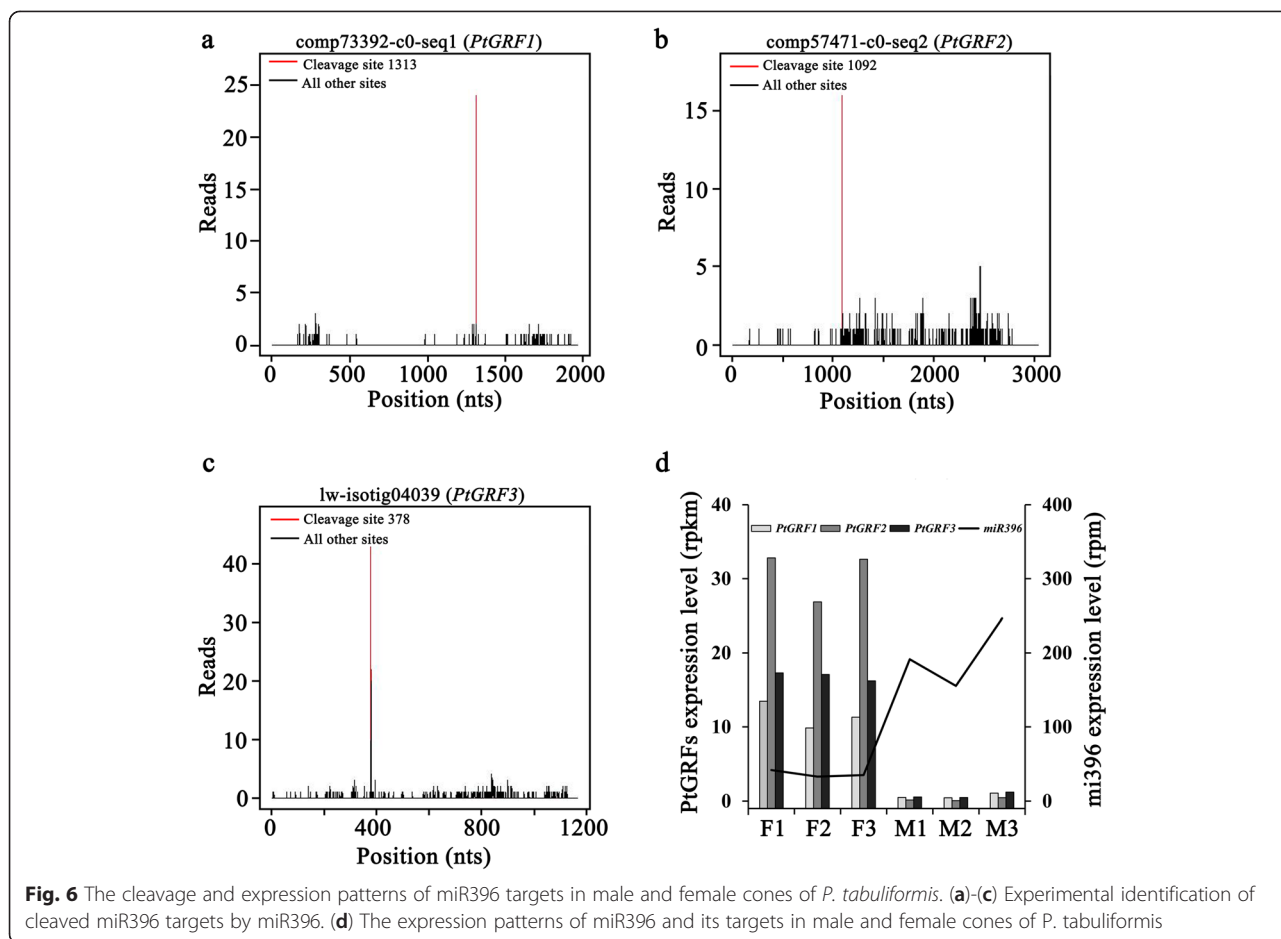 a
comp73392-c0-seq1 (PtGRF1)
Cleavage site 1313
All other sites
25
20
15
10
5
0
Reads
0 500 1000 1500 2000
Position (nts)
b
comp57471-c0-seq2 (PtGRF2)
Cleavage site 1092
All other sites
15
10
5
0
Reads
0 1000 2000 3000
Position (nts)
c
lw-isotig04039 (PtGRF3)
Cleavage site 378
All other sites
40
30
20
10
0
Reads
0 400 800 1200
Position (nts)
d
PtGRFs expression level (rpkm)
40
30
20
10
0
PtGRF1 PtGRF2 PtGRF3 miR396
400
300
200
100
0
mi396 expression level (rpm)
F1 F2 F3 M1 M2 M3
Fig. 6 The cleavage and expression patterns of miR396 targets in male and female cones of P. tabuliformis. (a)-(c) Experimental identification of
cleaved miR396 targets by miR396. (d) The expression patterns of miR396 and its targets in male and female cones of P. tabuliformis